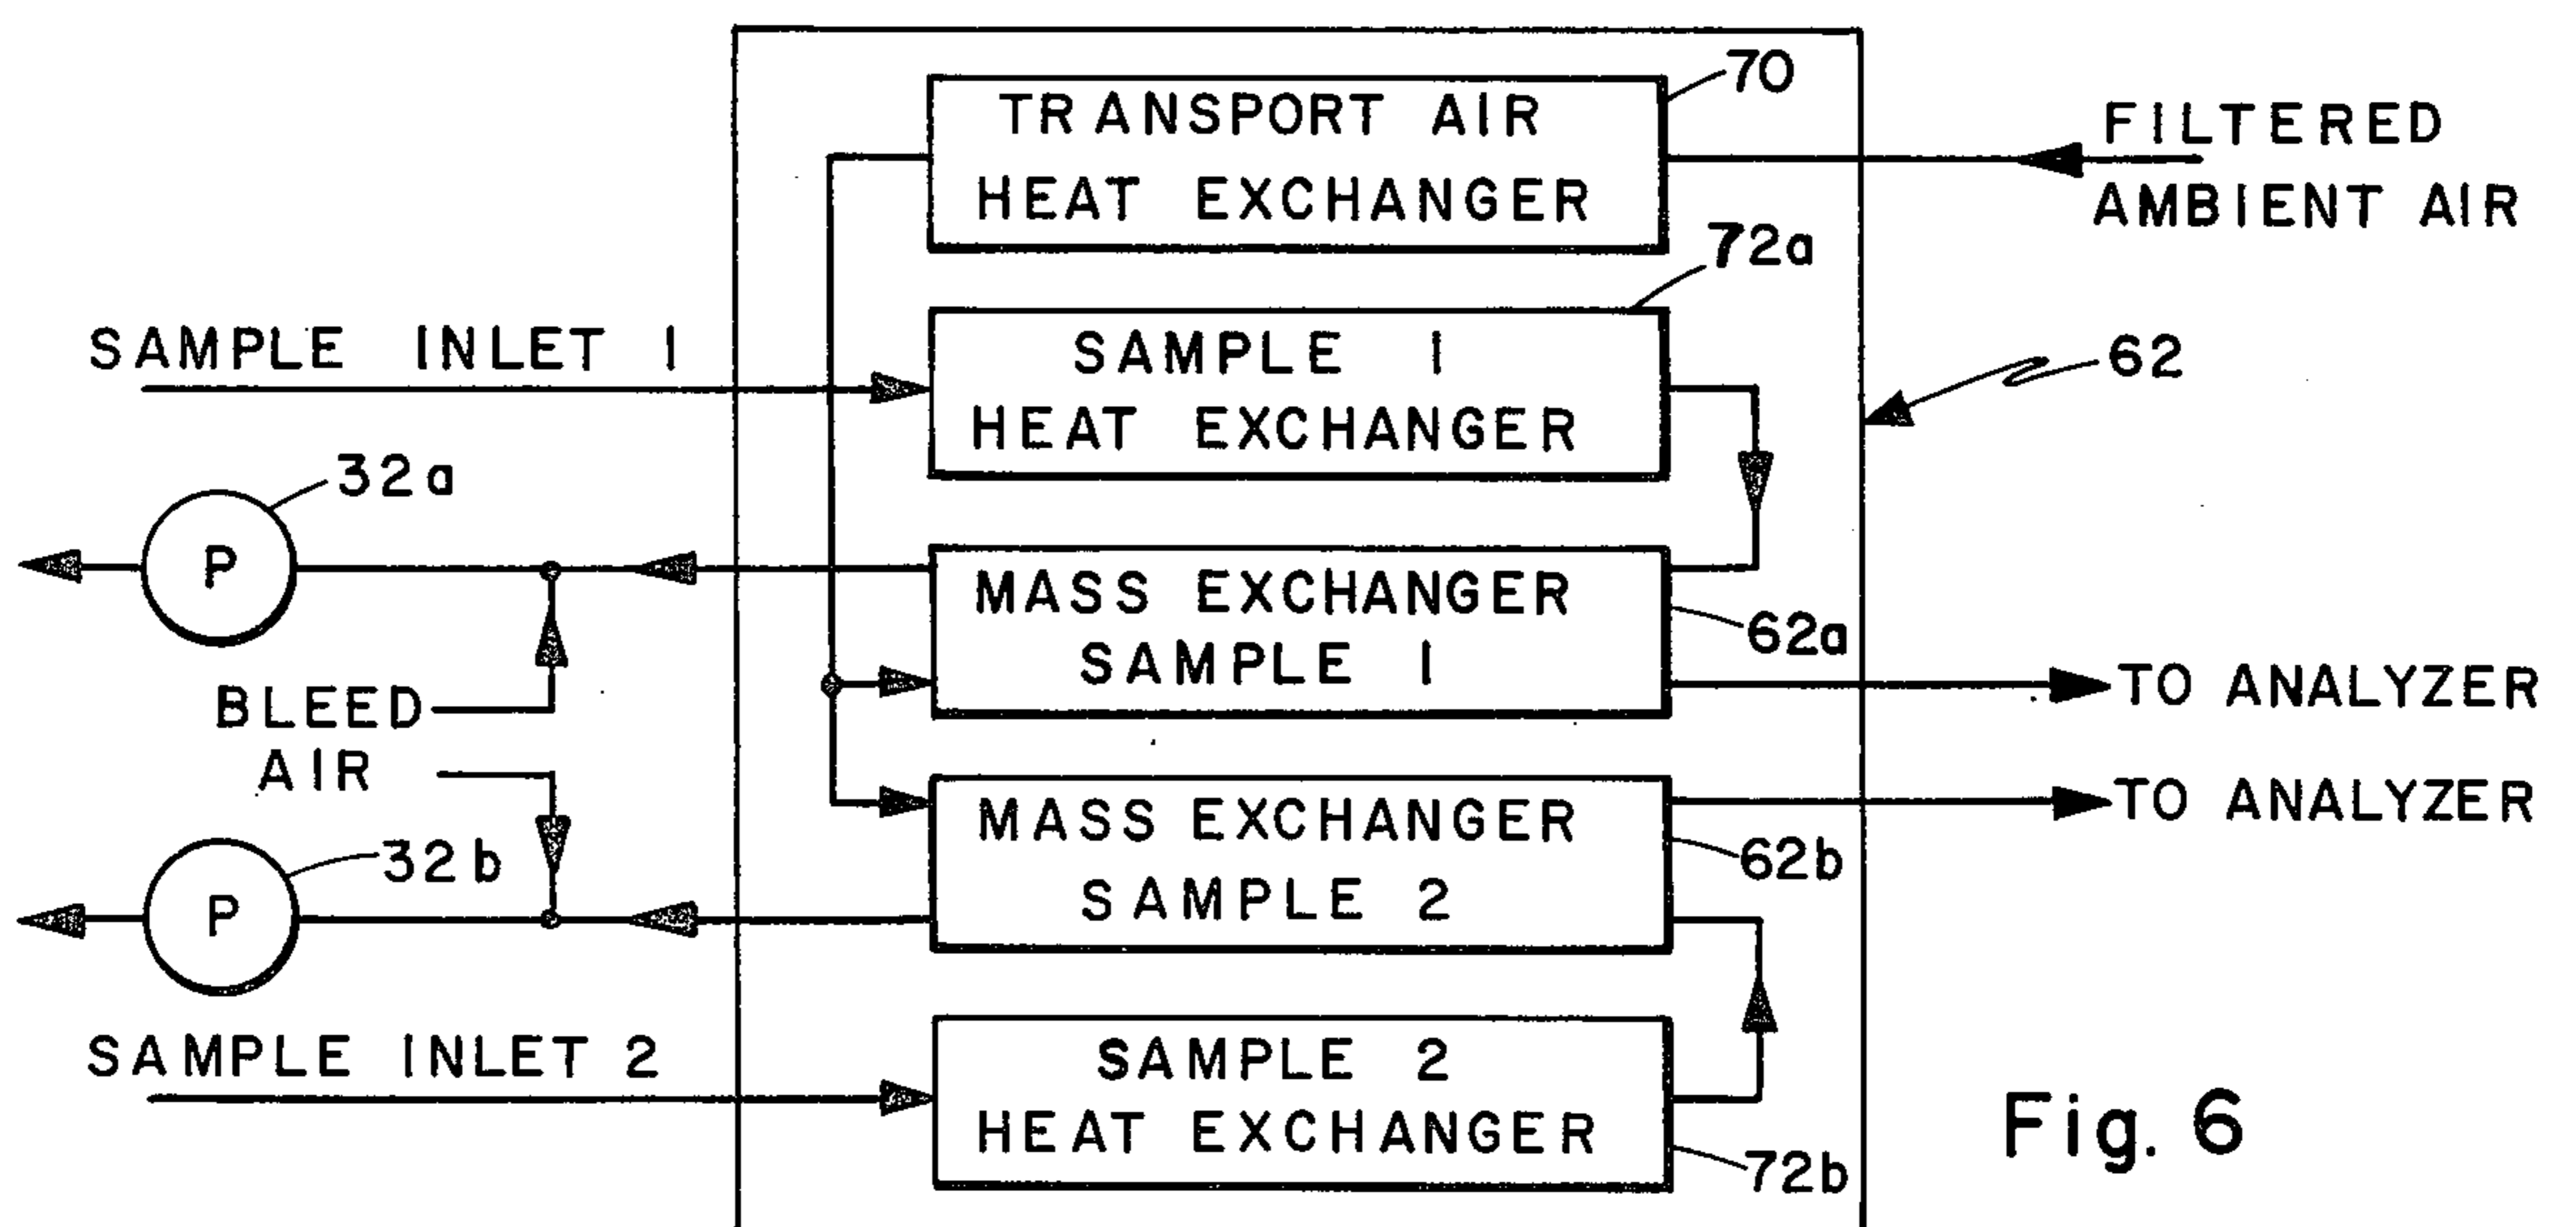 70
TRANSPORT AIR
HEAT EXCHANGER
FILTERED
AMBIENT AIR
72a
SAMPLE INLET 1
SAMPLE 1
HEAT EXCHANGER
62
32a
P
MASS EXCHANGER
SAMPLE 1
62a
TO ANALYZER
BLEED
AIR
MASS EXCHANGER
SAMPLE 2
62b
TO ANALYZER
32b
P
SAMPLE INLET 2
SAMPLE 2
HEAT EXCHANGER
72b
Fig. 6